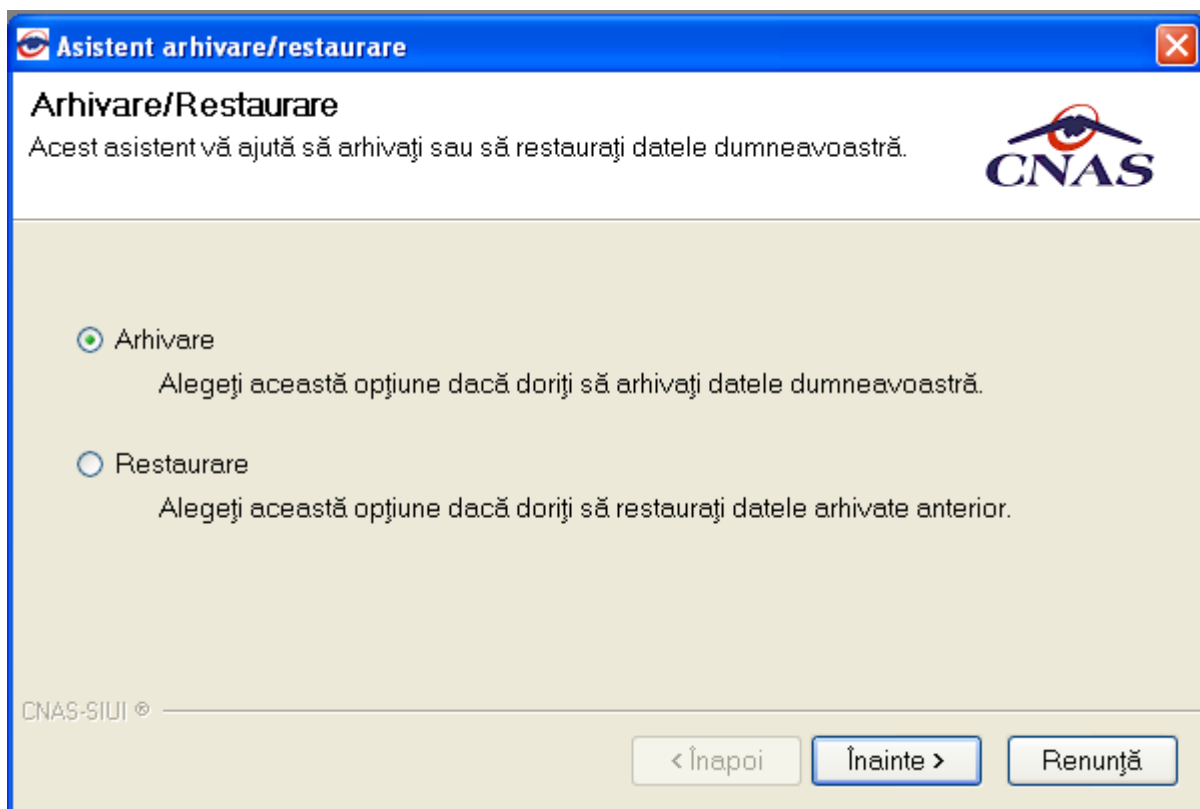 Asistent arhivare/restaurare
Arhivare/Restaurare
Acest asistent vă ajută să arhivaţi sau să restauraţi datele dumneavoastră.
CNAS
Arhivare
Alegeţi această opţiune dacă doriţi să arhivaţi datele dumneavoastră.
Restaurare
Alegeţi această opţiune dacă doriţi să restauraţi datele arhivate anterior.
CNAS-SIUI ®
< Înapoi
Înainte >
Renunţă